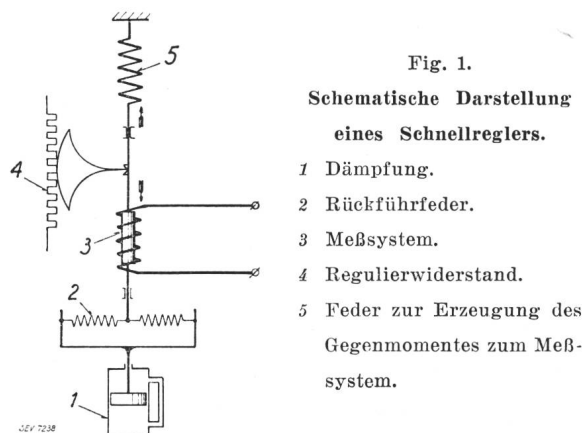 5
4
3
2
1
SEV 7238
Fig. 1.
Schematische Darstellung
eines Schnellreglers.
1 Dämpfung.
2 Rückführfeder.
3 Meßsystem.
4 Regulierwiderstand.
5 Feder zur Erzeugung des
Gegenmomentes zum Meß-
system.